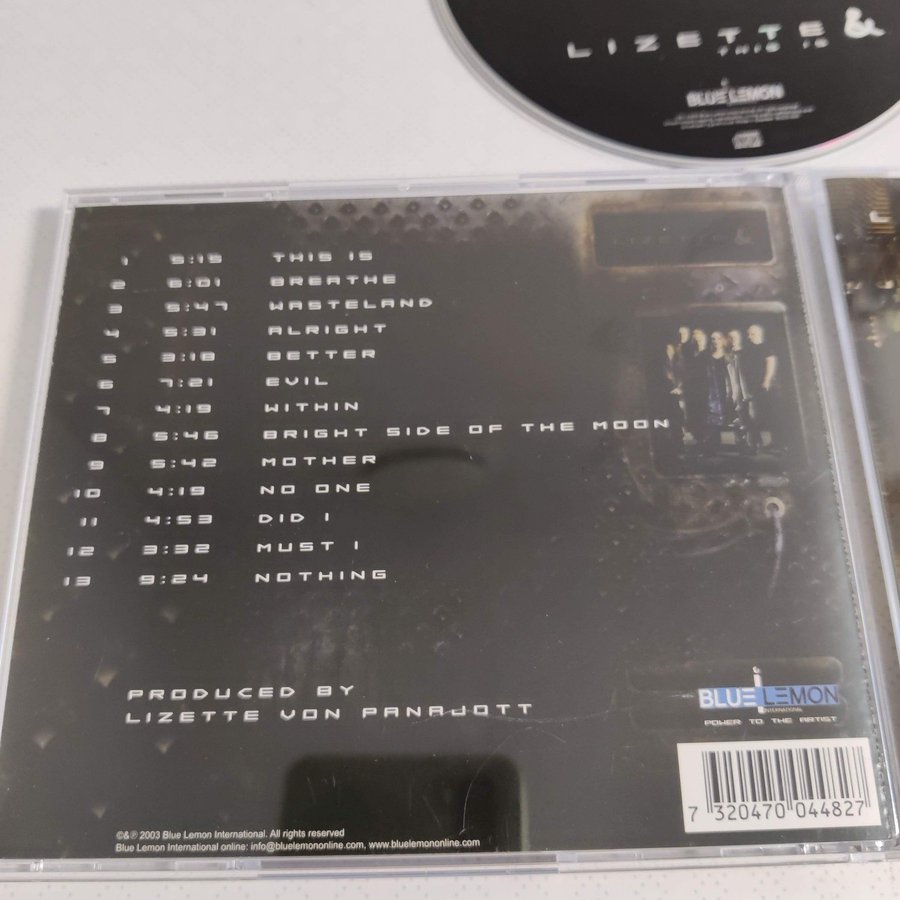 LIZETTE &
THIS IS
BLUE LEMON
LIZETTE &
1 5:15 THIS IS
2 6:01 BREATHE
3 5:47 WASTELAND
4 5:31 ALRIGHT
5 3:18 BETTER
6 7:21 EVIL
7 4:19 WITHIN
8 5:46 BRIGHT SIDE OF THE MOON
9 5:42 MOTHER
10 4:19 NO ONE
11 4:53 DID I
12 3:32 MUST I
13 9:24 NOTHING
PRODUCED BY
LIZETTE VON PANAJOTT
BLUE LEMON
INTERNATIONAL
POWER TO THE ARTIST
7 320470 044827
©&℗ 2003 Blue Lemon International. All rights reserved
Blue Lemon International online: info@bluelemononline.com, www.bluelemononline.com